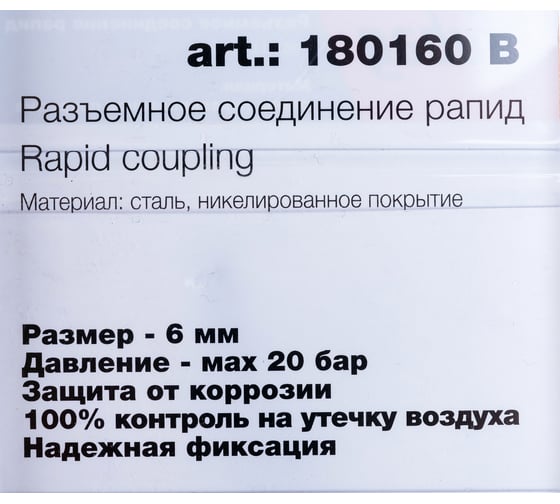 art.: 180160 B
Разъемное соединение рапид
Rapid coupling
Материал: сталь, никелированное покрытие
Размер - 6 мм
Давление - мах 20 бар
Защита от коррозии
100% контроль на утечку воздуха
Надежная фиксация